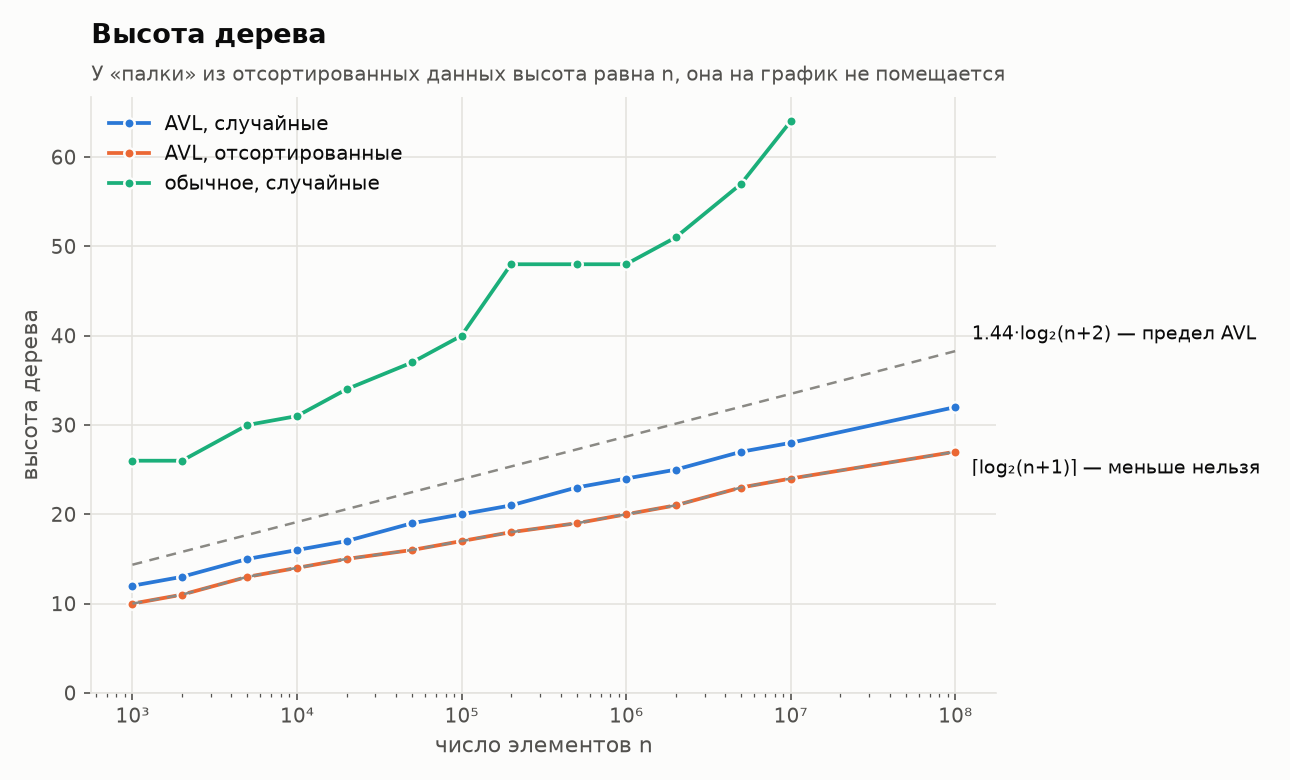 Высота дерева
У «палки» из отсортированных данных высота равна n, она на график не помещается
AVL, случайные
AVL, отсортированные
обычное, случайные
60
50
40
30
20
10
0
высота дерева
1.44·log₂(n+2) — предел AVL
⌈log₂(n+1)⌉ — меньше нельзя
10³
10⁴
10⁵
10⁶
10⁷
10⁸
число элементов n